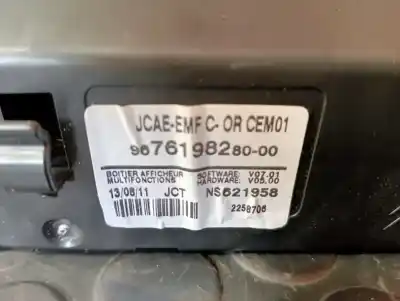 JCAE-EMF C- OR CEM01
9676198280-00
BOITIER AFFICHEUR SOFTWARE: V07.01
MULTIFONCTIONS HARDWARE: V05.00
13/08/11 JCT NS621958
2258706